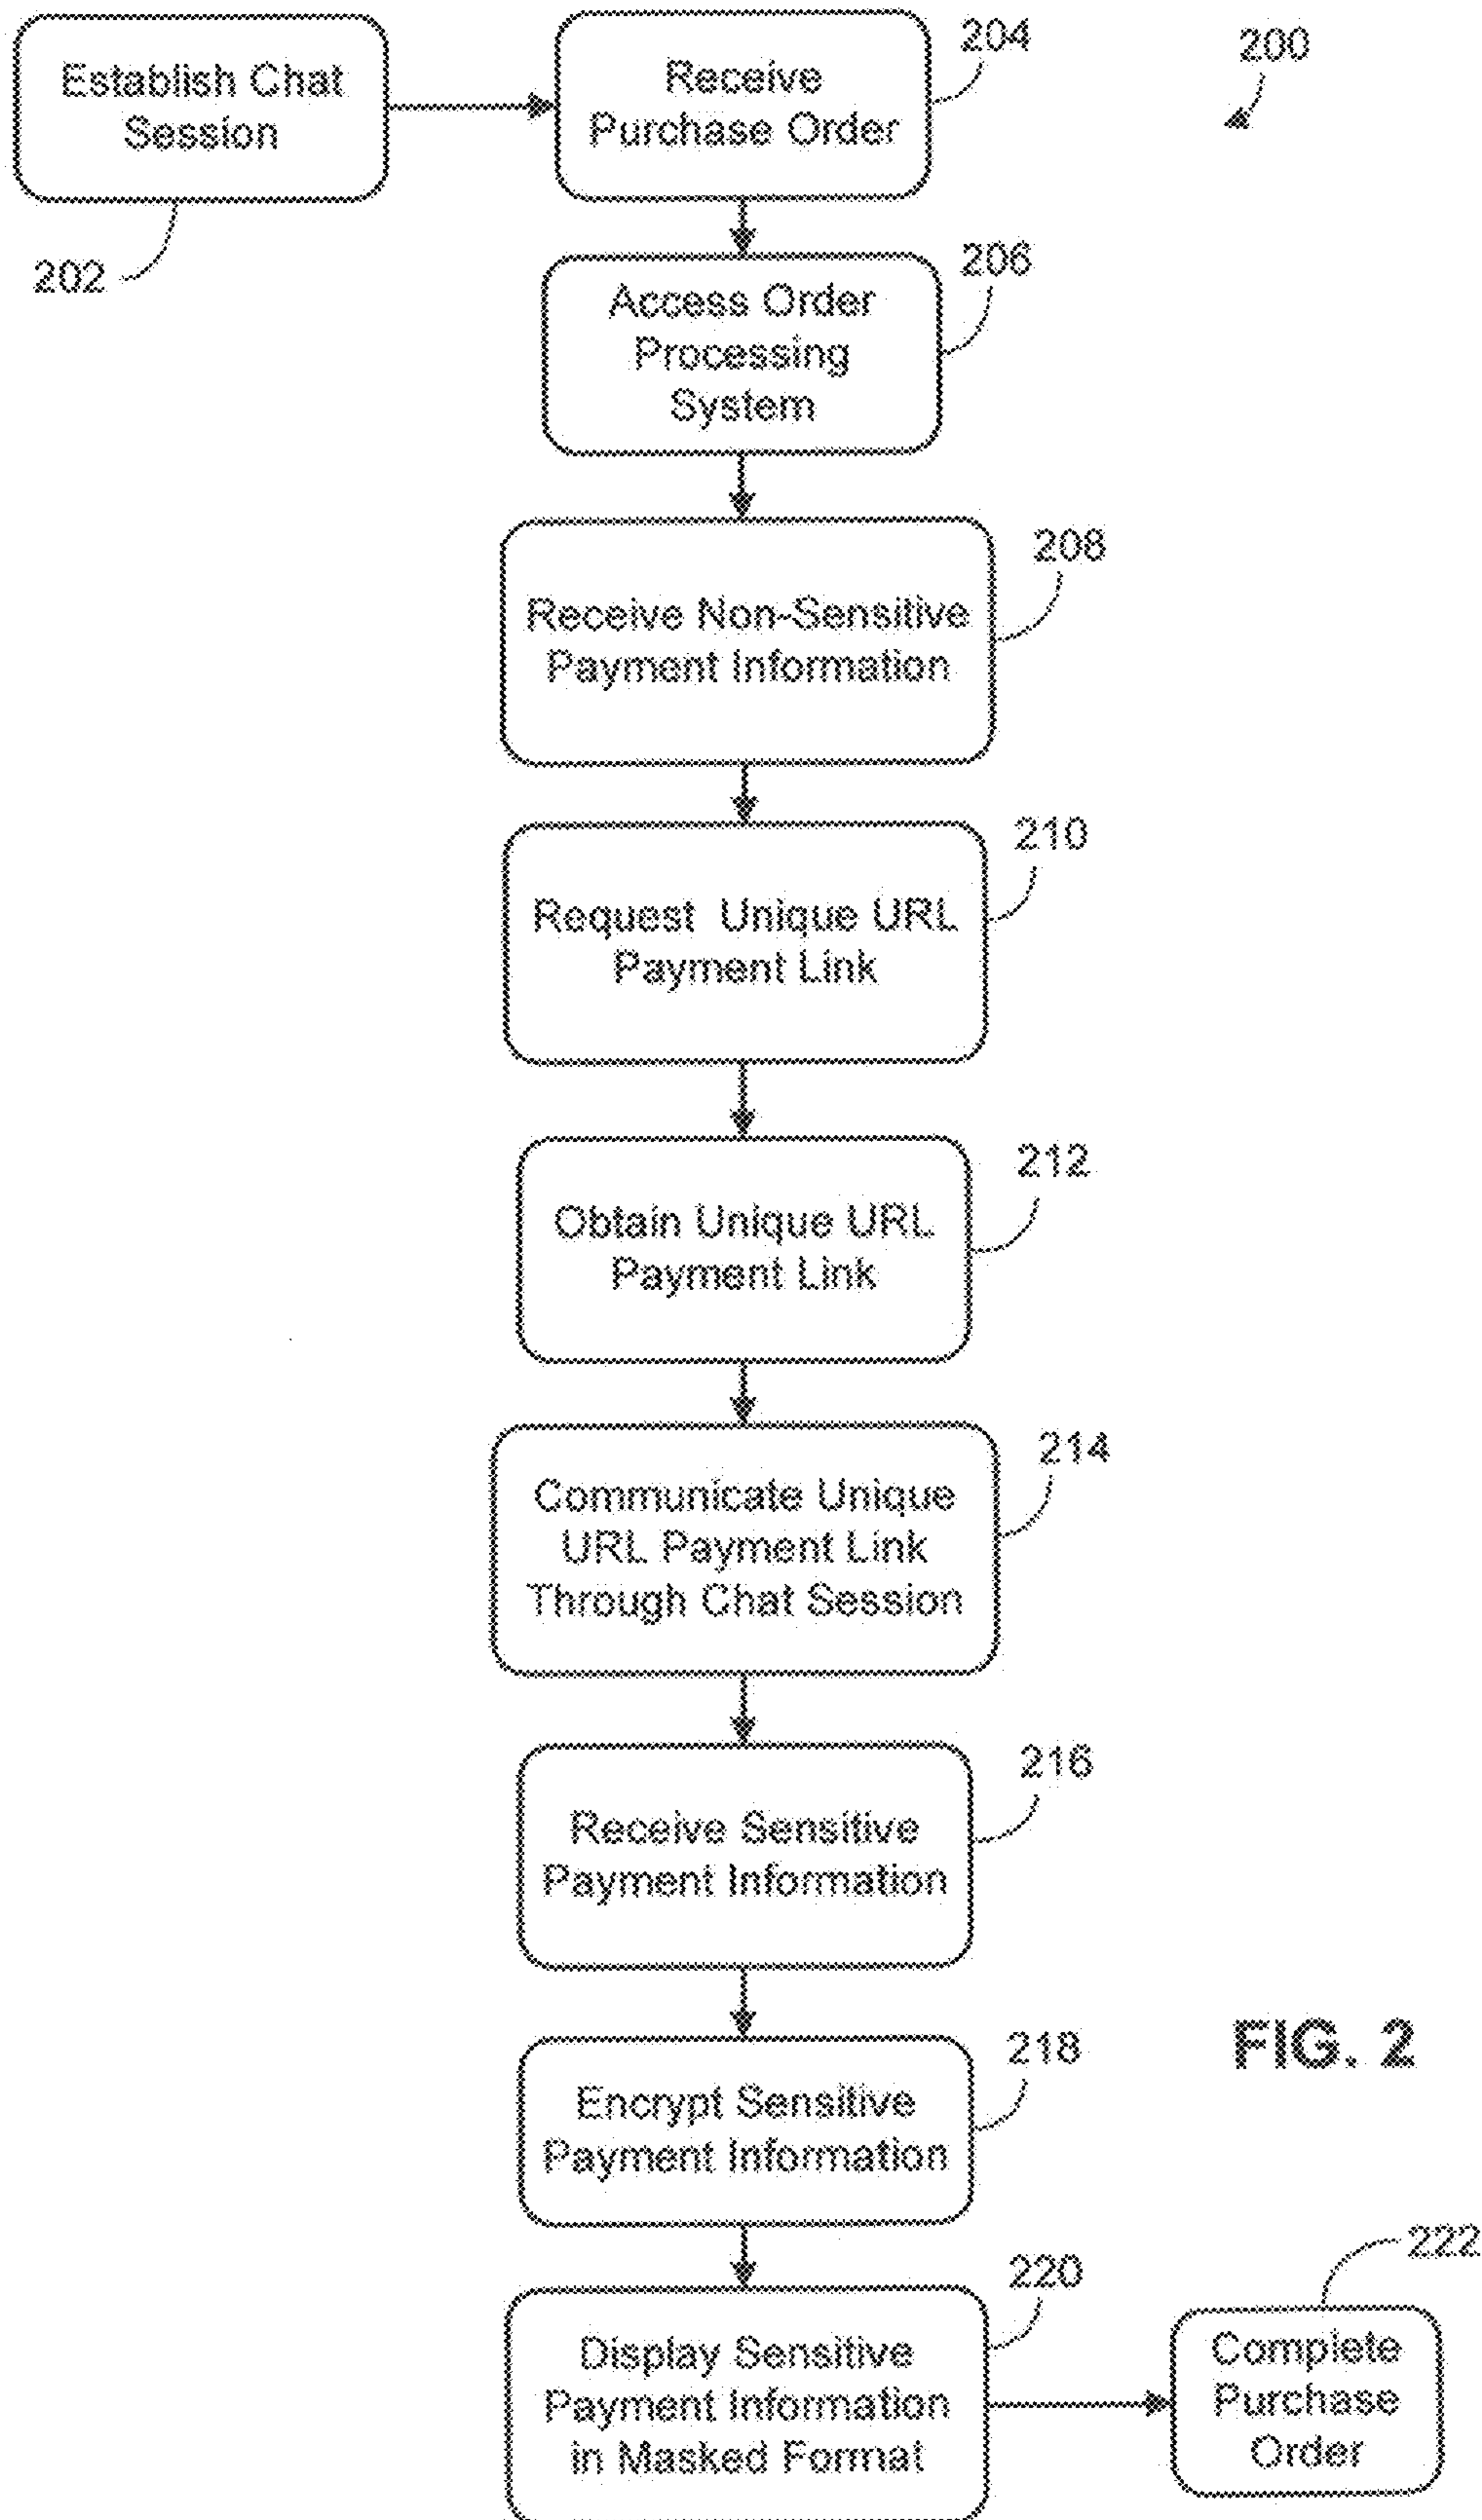 Establish Chat
Session
202
Receive
Purchase Order
204
200
Access Order
Processing
System
206
Receive Non-Sensitive
Payment Information
208
Request Unique URL
Payment Link
210
Obtain Unique URL
Payment Link
212
Communicate Unique
URL Payment Link
Through Chat Session
214
Receive Sensitive
Payment Information
216
Encrypt Sensitive
Payment Information
218
FIG. 2
Display Sensitive
Payment Information
in Masked Format
220
Complete
Purchase
Order
222